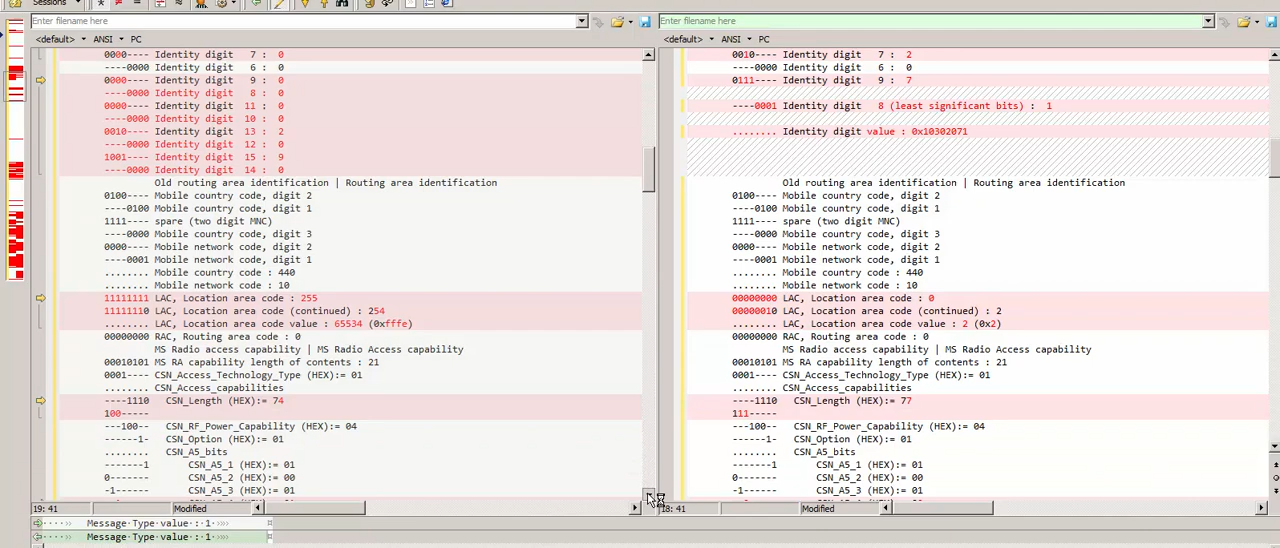 Sessions
Enter filename here
Enter filename here
<default> ANSI PC
<default> ANSI PC
0000---- Identity digit 7 : 0
----0000 Identity digit 6 : 0
0000---- Identity digit 9 : 0
----0000 Identity digit 8 : 0
0000---- Identity digit 11 : 0
----0000 Identity digit 10 : 0
0010---- Identity digit 13 : 2
----0000 Identity digit 12 : 0
1001---- Identity digit 15 : 9
----0000 Identity digit 14 : 0
Old routing area identification | Routing area identification
0100---- Mobile country code, digit 2
----0100 Mobile country code, digit 1
1111---- spare (two digit MNC)
----0000 Mobile country code, digit 3
0000---- Mobile network code, digit 2
----0001 Mobile network code, digit 1
........ Mobile country code : 440
........ Mobile network code : 10
11111111 LAC, Location area code : 255
11111110 LAC, Location area code (continued) : 254
........ LAC, Location area code value : 65534 (0xfffe)
00000000 RAC, Routing area code : 0
MS Radio access capability | MS Radio Access capability
00010101 MS RA capability length of contents : 21
0001---- CSN_Access_Technology_Type (HEX):= 01
........ CSN_Access_capabilities
----1110 CSN_Length (HEX):= 74
100-----
---100-- CSN_RF_Power_Capability (HEX):= 04
------1- CSN_Option (HEX):= 01
........ CSN_A5_bits
-------1 CSN_A5_1 (HEX):= 01
0------- CSN_A5_2 (HEX):= 00
-1------ CSN_A5_3 (HEX):= 01
19: 41 Modified
0010---- Identity digit 7 : 2
----0000 Identity digit 6 : 0
0111---- Identity digit 9 : 7
----0001 Identity digit 8 (least significant bits) : 1
........ Identity digit value : 0x10302071
Old routing area identification | Routing area identification
0100---- Mobile country code, digit 2
----0100 Mobile country code, digit 1
1111---- spare (two digit MNC)
----0000 Mobile country code, digit 3
0000---- Mobile network code, digit 2
----0001 Mobile network code, digit 1
........ Mobile country code : 440
........ Mobile network code : 10
00000000 LAC, Location area code : 0
00000010 LAC, Location area code (continued) : 2
........ LAC, Location area code value : 2 (0x2)
00000000 RAC, Routing area code : 0
MS Radio access capability | MS Radio Access capability
00010101 MS RA capability length of contents : 21
0001---- CSN_Access_Technology_Type (HEX):= 01
........ CSN_Access_capabilities
----1110 CSN_Length (HEX):= 77
111-----
---100-- CSN_RF_Power_Capability (HEX):= 04
------1- CSN_Option (HEX):= 01
........ CSN_A5_bits
-------1 CSN_A5_1 (HEX):= 01
0------- CSN_A5_2 (HEX):= 00
-1------ CSN_A5_3 (HEX):= 01
18: 41 Modified
Message·Type value·:·1
Message·Type value·:·1